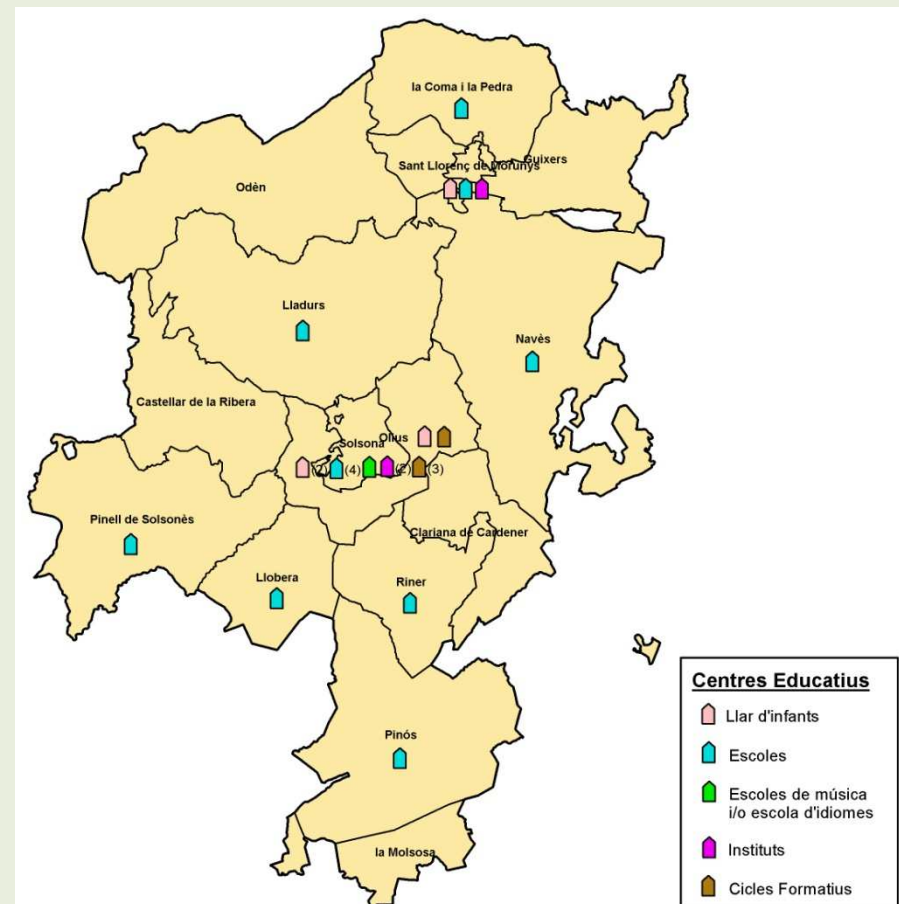 la Coma i la Pedra
Sant Llorenç de Morunys
Guixers
Odèn
Lladurs
Navès
Castellar de la Ribera
Solsona
Olius
(2)
(4)
(2)
(3)
Pinell de Solsonès
Clariana de Cardener
Llobera
Riner
Pinós
la Molsosa
Centres Educatius
Llar d'infants
Escoles
Escoles de música
i/o escola d'idiomes
Instituts
Cicles Formatius